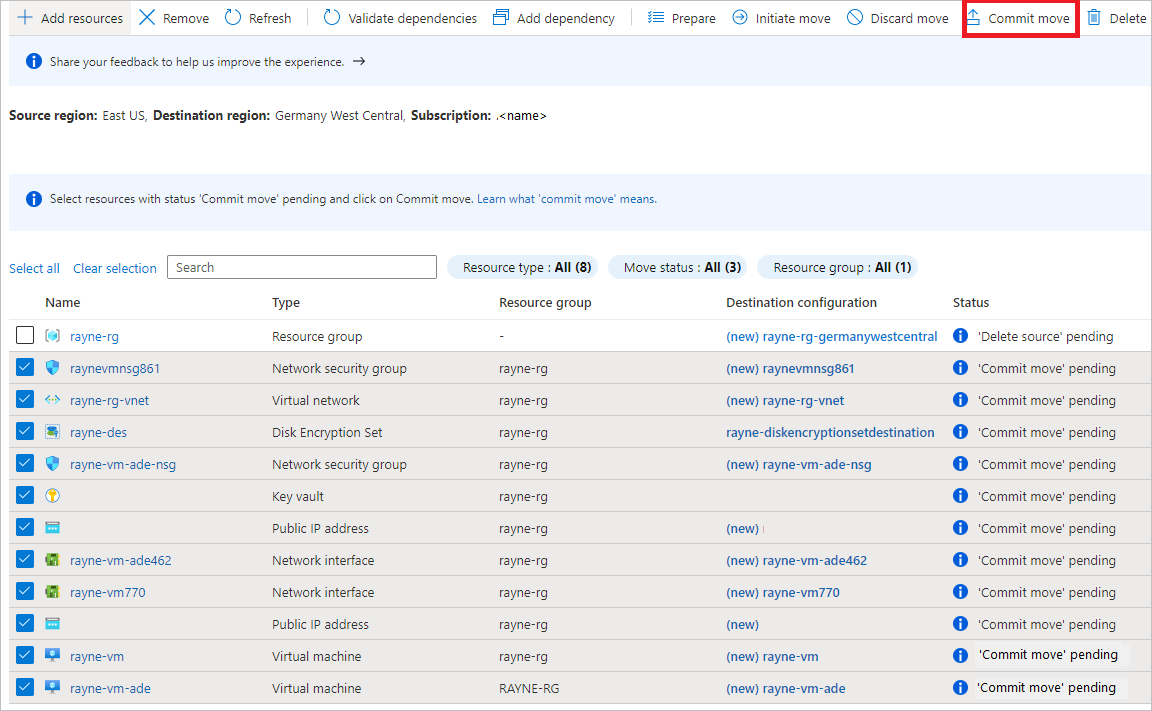 Add resources Remove Refresh Validate dependencies Add dependency Prepare Initiate move Discard move Commit move Delete
Share your feedback to help us improve the experience. →
Source region: East US, Destination region: Germany West Central, Subscription: .<name>
Select resources with status 'Commit move' pending and click on Commit move. Learn what 'commit move' means.
Select all Clear selection Search Resource type : All (8) Move status : All (3) Resource group : All (1)
Name Type Resource group Destination configuration Status
rayne-rg Resource group - (new) rayne-rg-germanywestcentral 'Delete source' pending
raynevmnsg861 Network security group rayne-rg (new) raynevmnsg861 'Commit move' pending
rayne-rg-vnet Virtual network rayne-rg (new) rayne-rg-vnet 'Commit move' pending
rayne-des Disk Encryption Set rayne-rg rayne-diskencryptionsetdestination 'Commit move' pending
rayne-vm-ade-nsg Network security group rayne-rg (new) rayne-vm-ade-nsg 'Commit move' pending
Key vault rayne-rg 'Commit move' pending
Public IP address rayne-rg (new) 'Commit move' pending
rayne-vm-ade462 Network interface rayne-rg (new) rayne-vm-ade462 'Commit move' pending
rayne-vm770 Network interface rayne-rg (new) rayne-vm770 'Commit move' pending
Public IP address rayne-rg (new) 'Commit move' pending
rayne-vm Virtual machine rayne-rg (new) rayne-vm 'Commit move' pending
rayne-vm-ade Virtual machine RAYNE-RG (new) rayne-vm-ade 'Commit move' pending